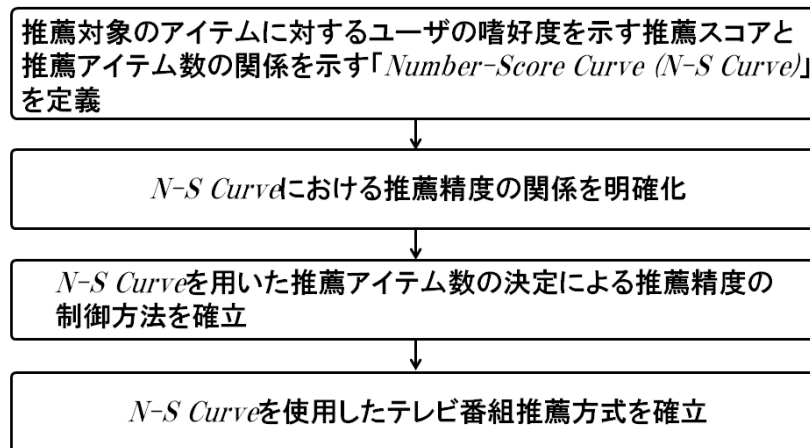 推薦対象のアイテムに対するユーザの嗜好度を示す推薦スコアと
推薦アイテム数の関係を示す「Number-Score Curve (N-S Curve)」
を定義
N-S Curveにおける推薦精度の関係を明確化
N-S Curveを用いた推薦アイテム数の決定による推薦精度の
制御方法を確立
N-S Curveを使用したテレビ番組推薦方式を確立